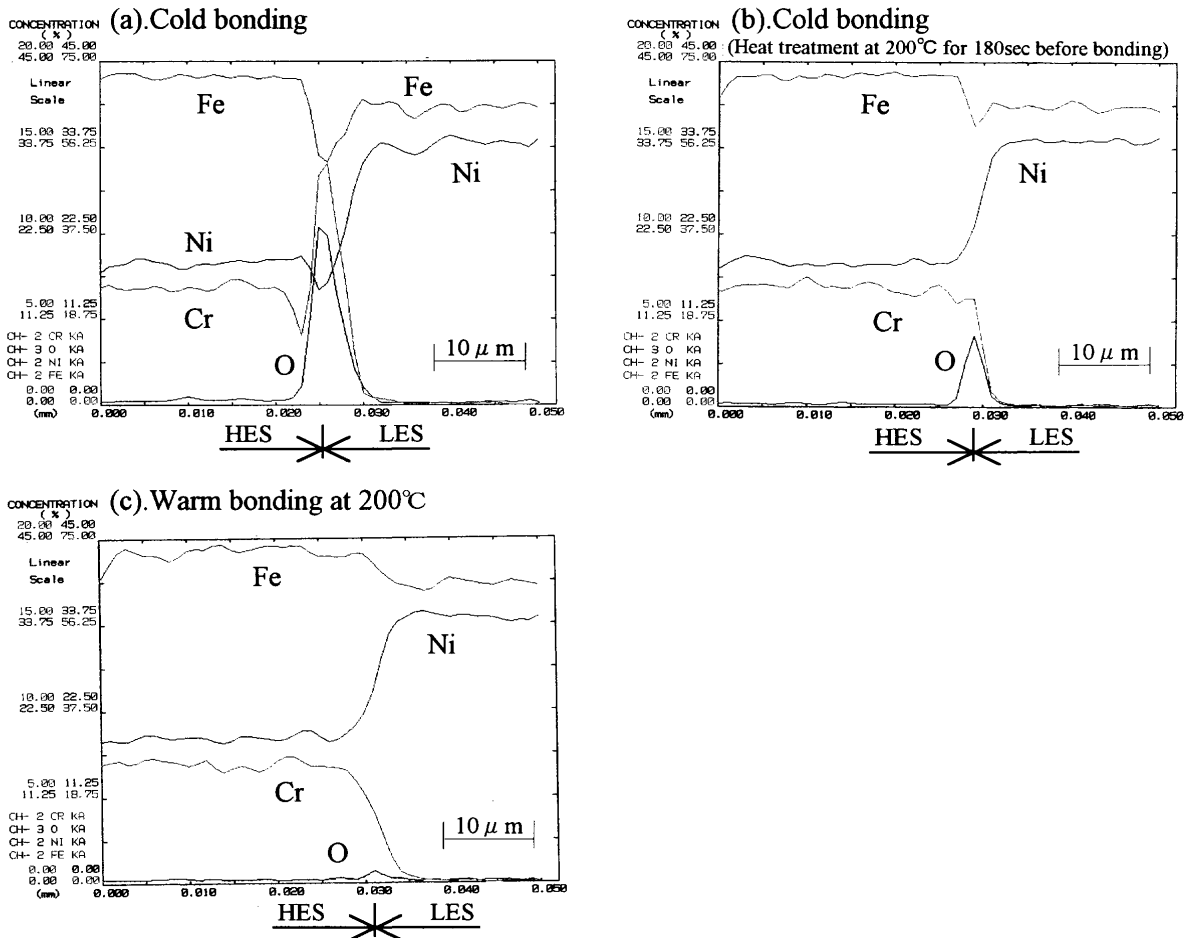 (a).Cold bonding
CONCENTRATION
( % )
20.00 45.00
45.00 75.00
Linear
Scale
15.00 33.75
33.75 56.25
10.00 22.50
22.50 37.50
5.00 11.25
11.25 18.75
CH- 2 CR KA
CH- 3 O KA
CH- 2 NI KA
CH- 2 FE KA
0.00 0.00
0.00 0.00
(mm)
0.000 0.010 0.020 0.030 0.040 0.050
Fe
Fe
Ni
Ni
Cr
O
10 μ m
HES LES
(b).Cold bonding
(Heat treatment at 200℃ for 180sec before bonding)
CONCENTRATION
( % )
20.00 45.00
45.00 75.00
Linear
Scale
15.00 33.75
33.75 56.25
10.00 22.50
22.50 37.50
5.00 11.25
11.25 18.75
CH- 2 CR KA
CH- 3 O KA
CH- 2 NI KA
CH- 2 FE KA
0.00 0.00
0.00 0.00
(mm)
0.000 0.010 0.020 0.030 0.040 0.050
Fe
Ni
Cr
O
10 μ m
HES LES
(c).Warm bonding at 200℃
CONCENTRATION
( % )
20.00 45.00
45.00 75.00
Linear
Scale
15.00 33.75
33.75 56.25
10.00 22.50
22.50 37.50
5.00 11.25
11.25 18.75
CH- 2 CR KA
CH- 3 O KA
CH- 2 NI KA
CH- 2 FE KA
0.00 0.00
0.00 0.00
(mm)
0.000 0.010 0.020 0.030 0.040 0.050
Fe
Ni
Cr
O
10 μ m
HES LES